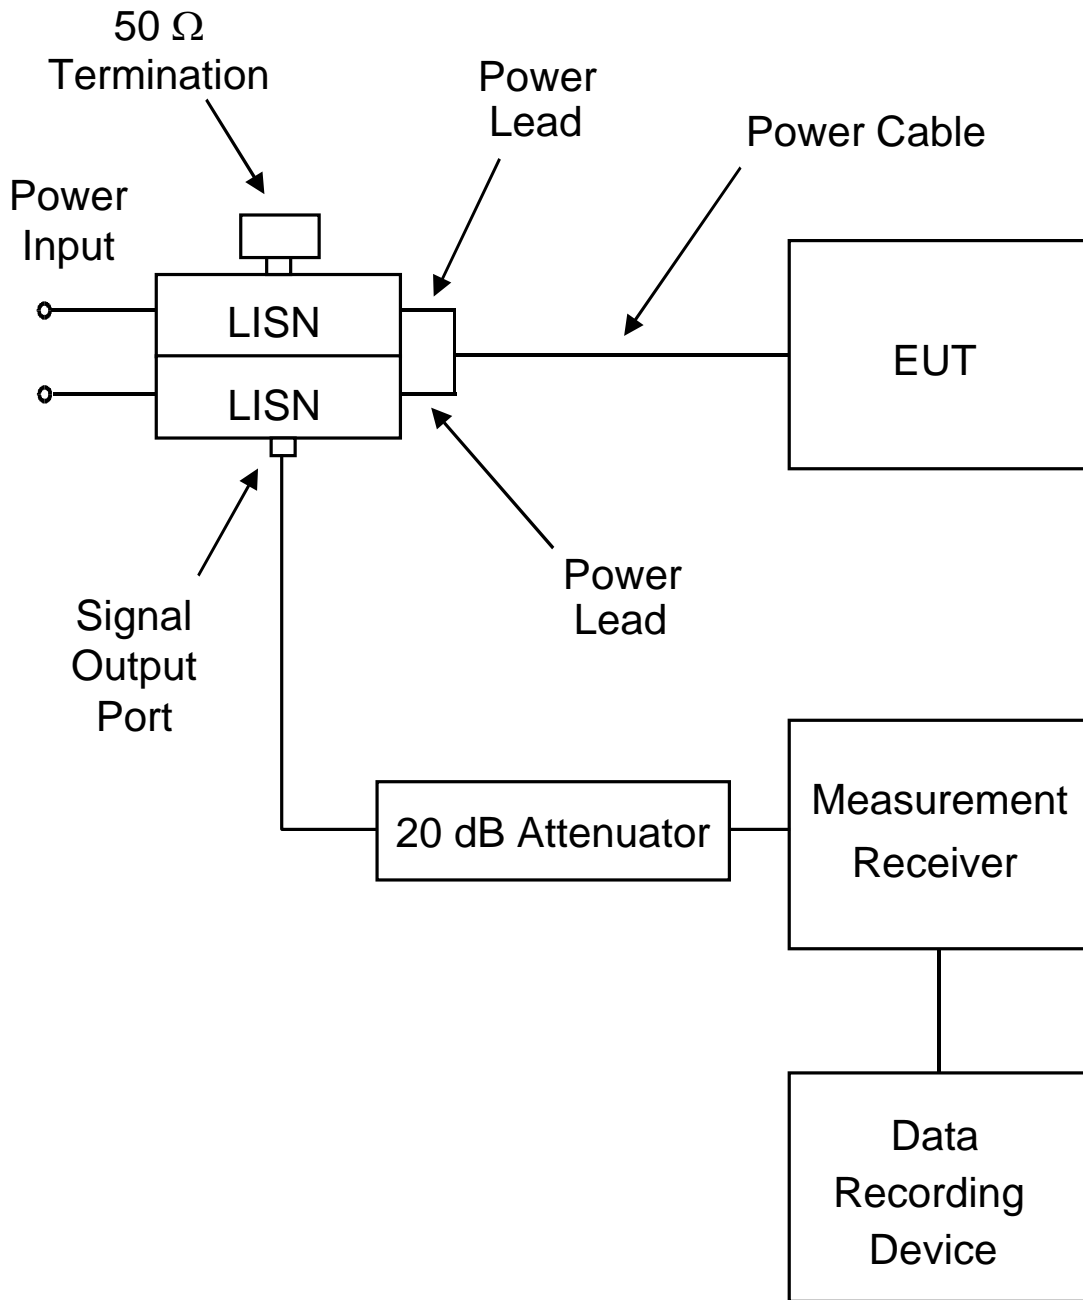 50 Ω
Termination
Power
Lead
Power Cable
Power
Input
LISN
EUT
LISN
Power
Lead
Signal
Output
Port
Measurement
Receiver
20 dB Attenuator
Data
Recording
Device